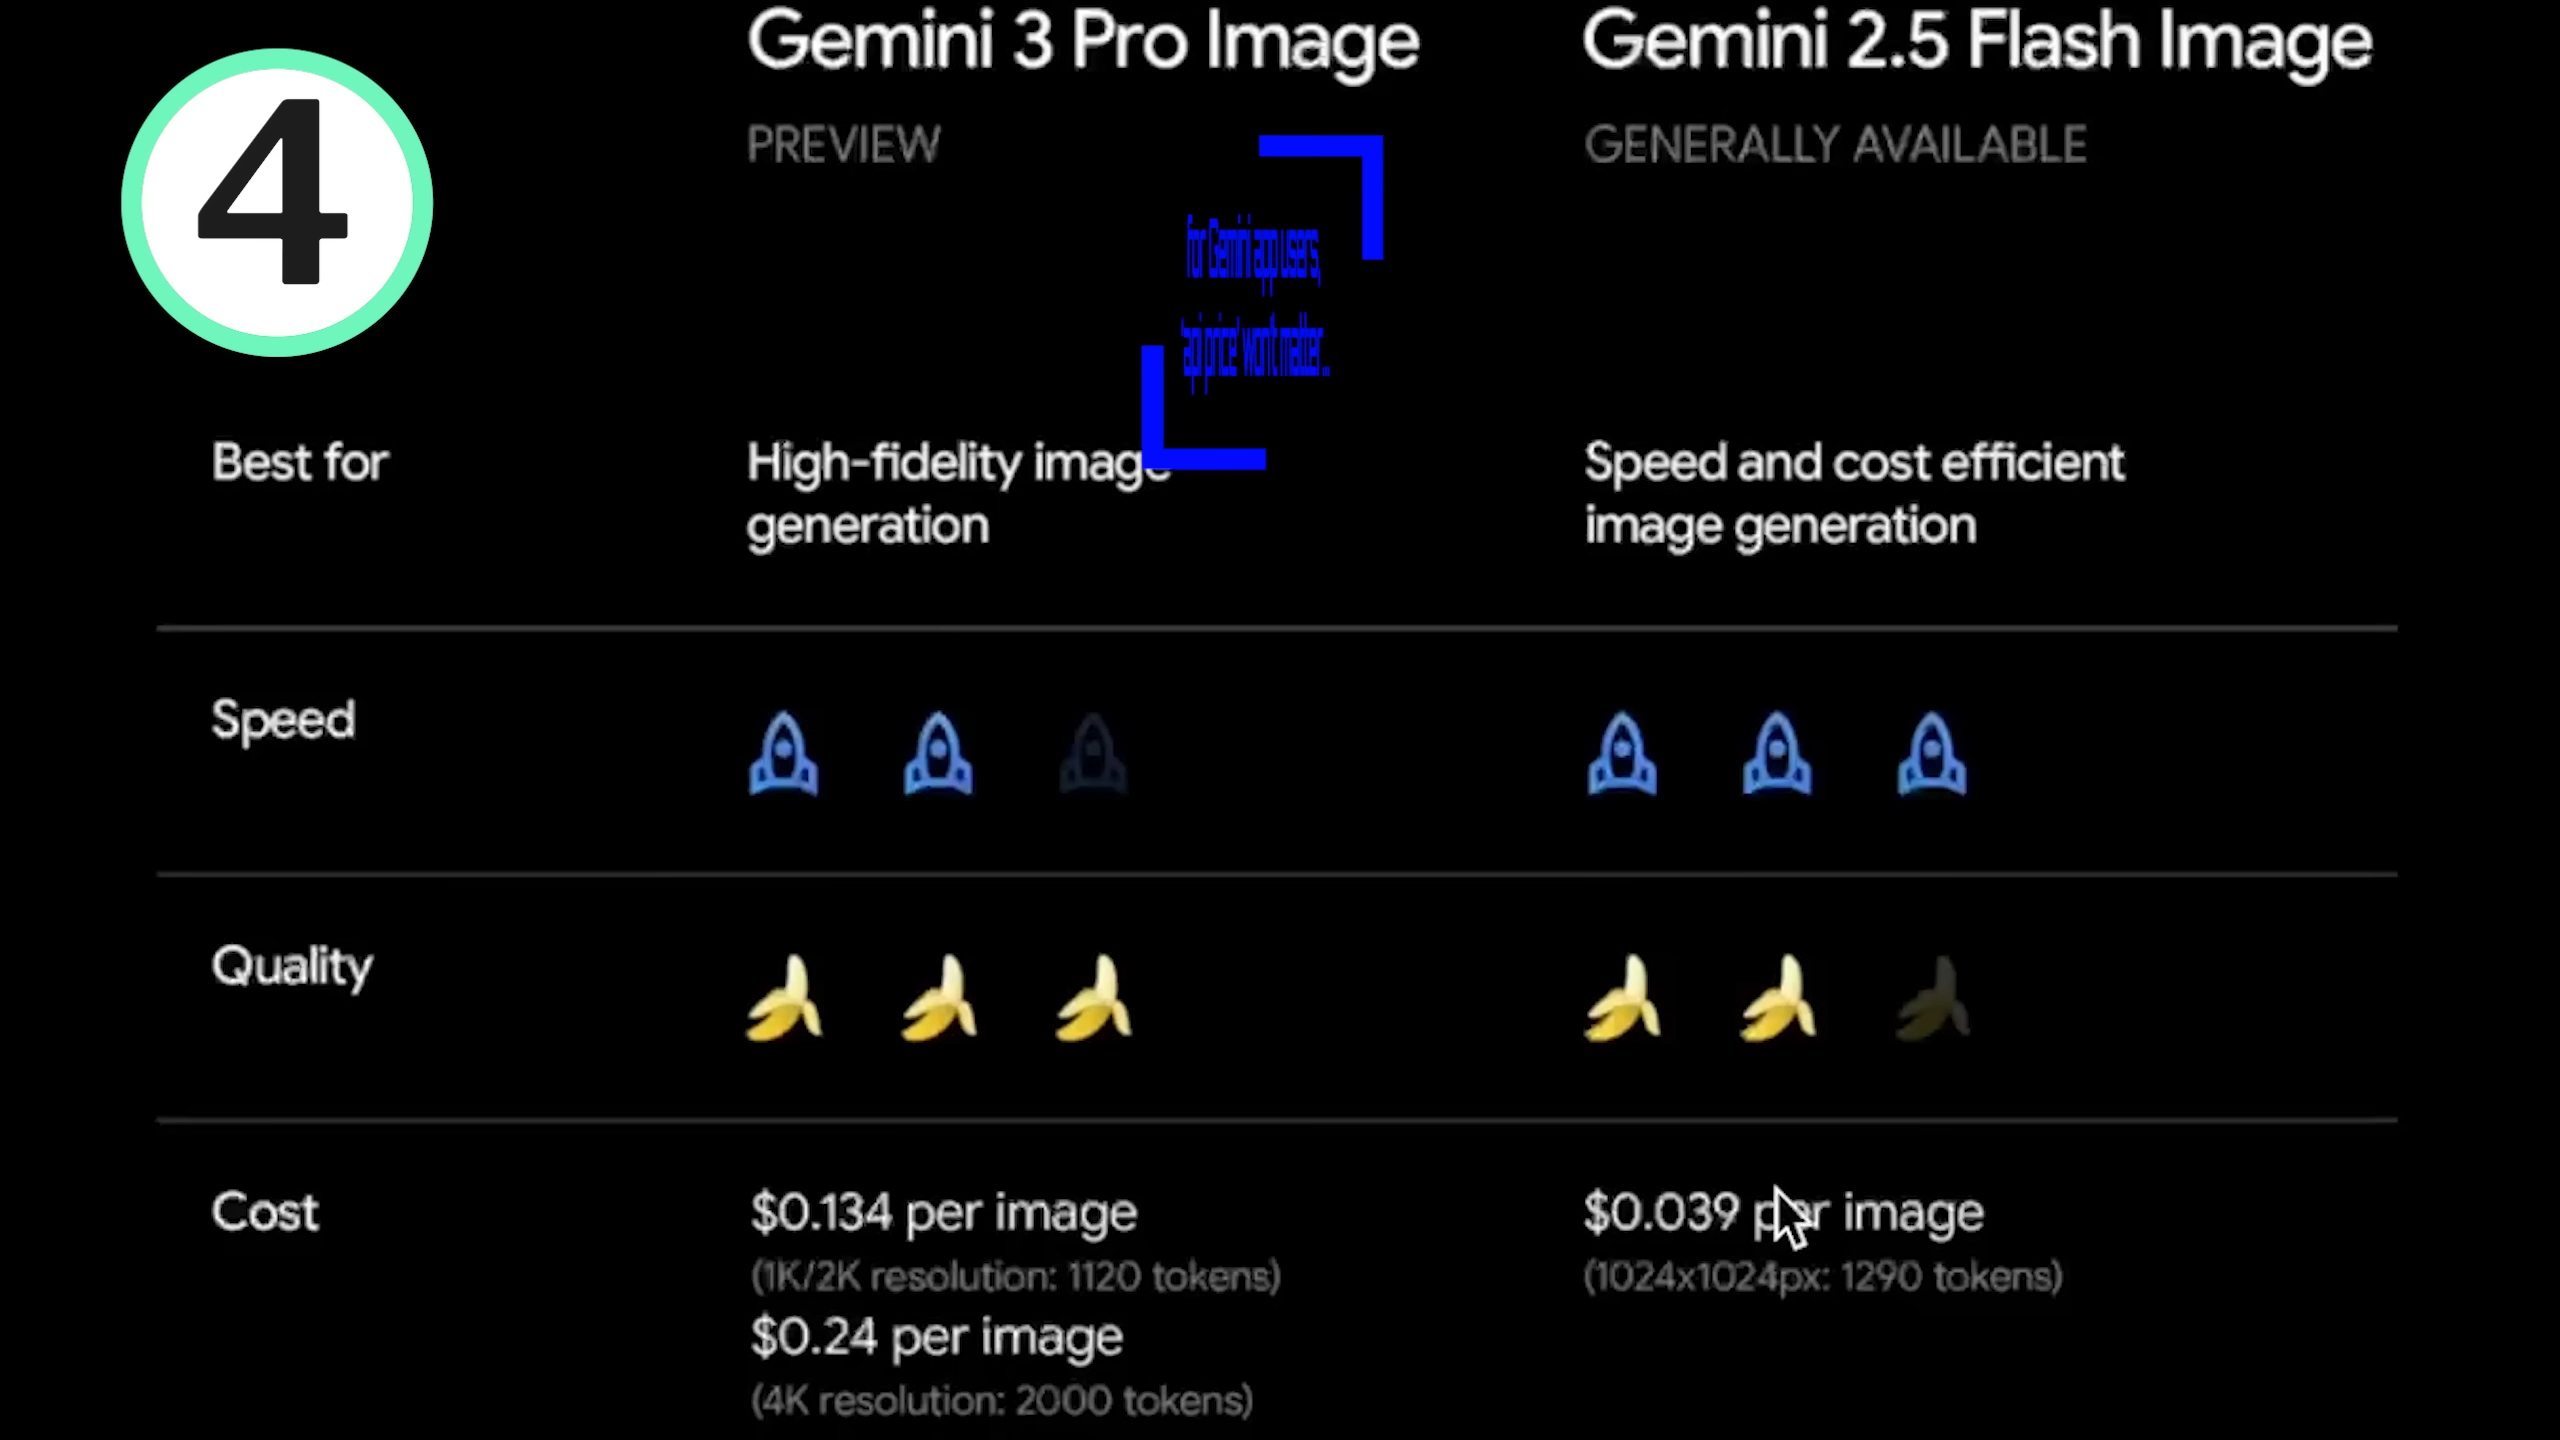 Gemini 3 Pro Image
Gemini 2.5 Flash Image
4
PREVIEW
GENERALLY AVAILABLE
for Gemini app users,
'api price' won't matter...
Best for
High-fidelity image
generation
Speed and cost efficient
image generation
Speed
Quality
Cost
$0.134 per image
(1K/2K resolution: 1120 tokens)
$0.24 per image
(4K resolution: 2000 tokens)
$0.039 per image
(1024x1024px: 1290 tokens)